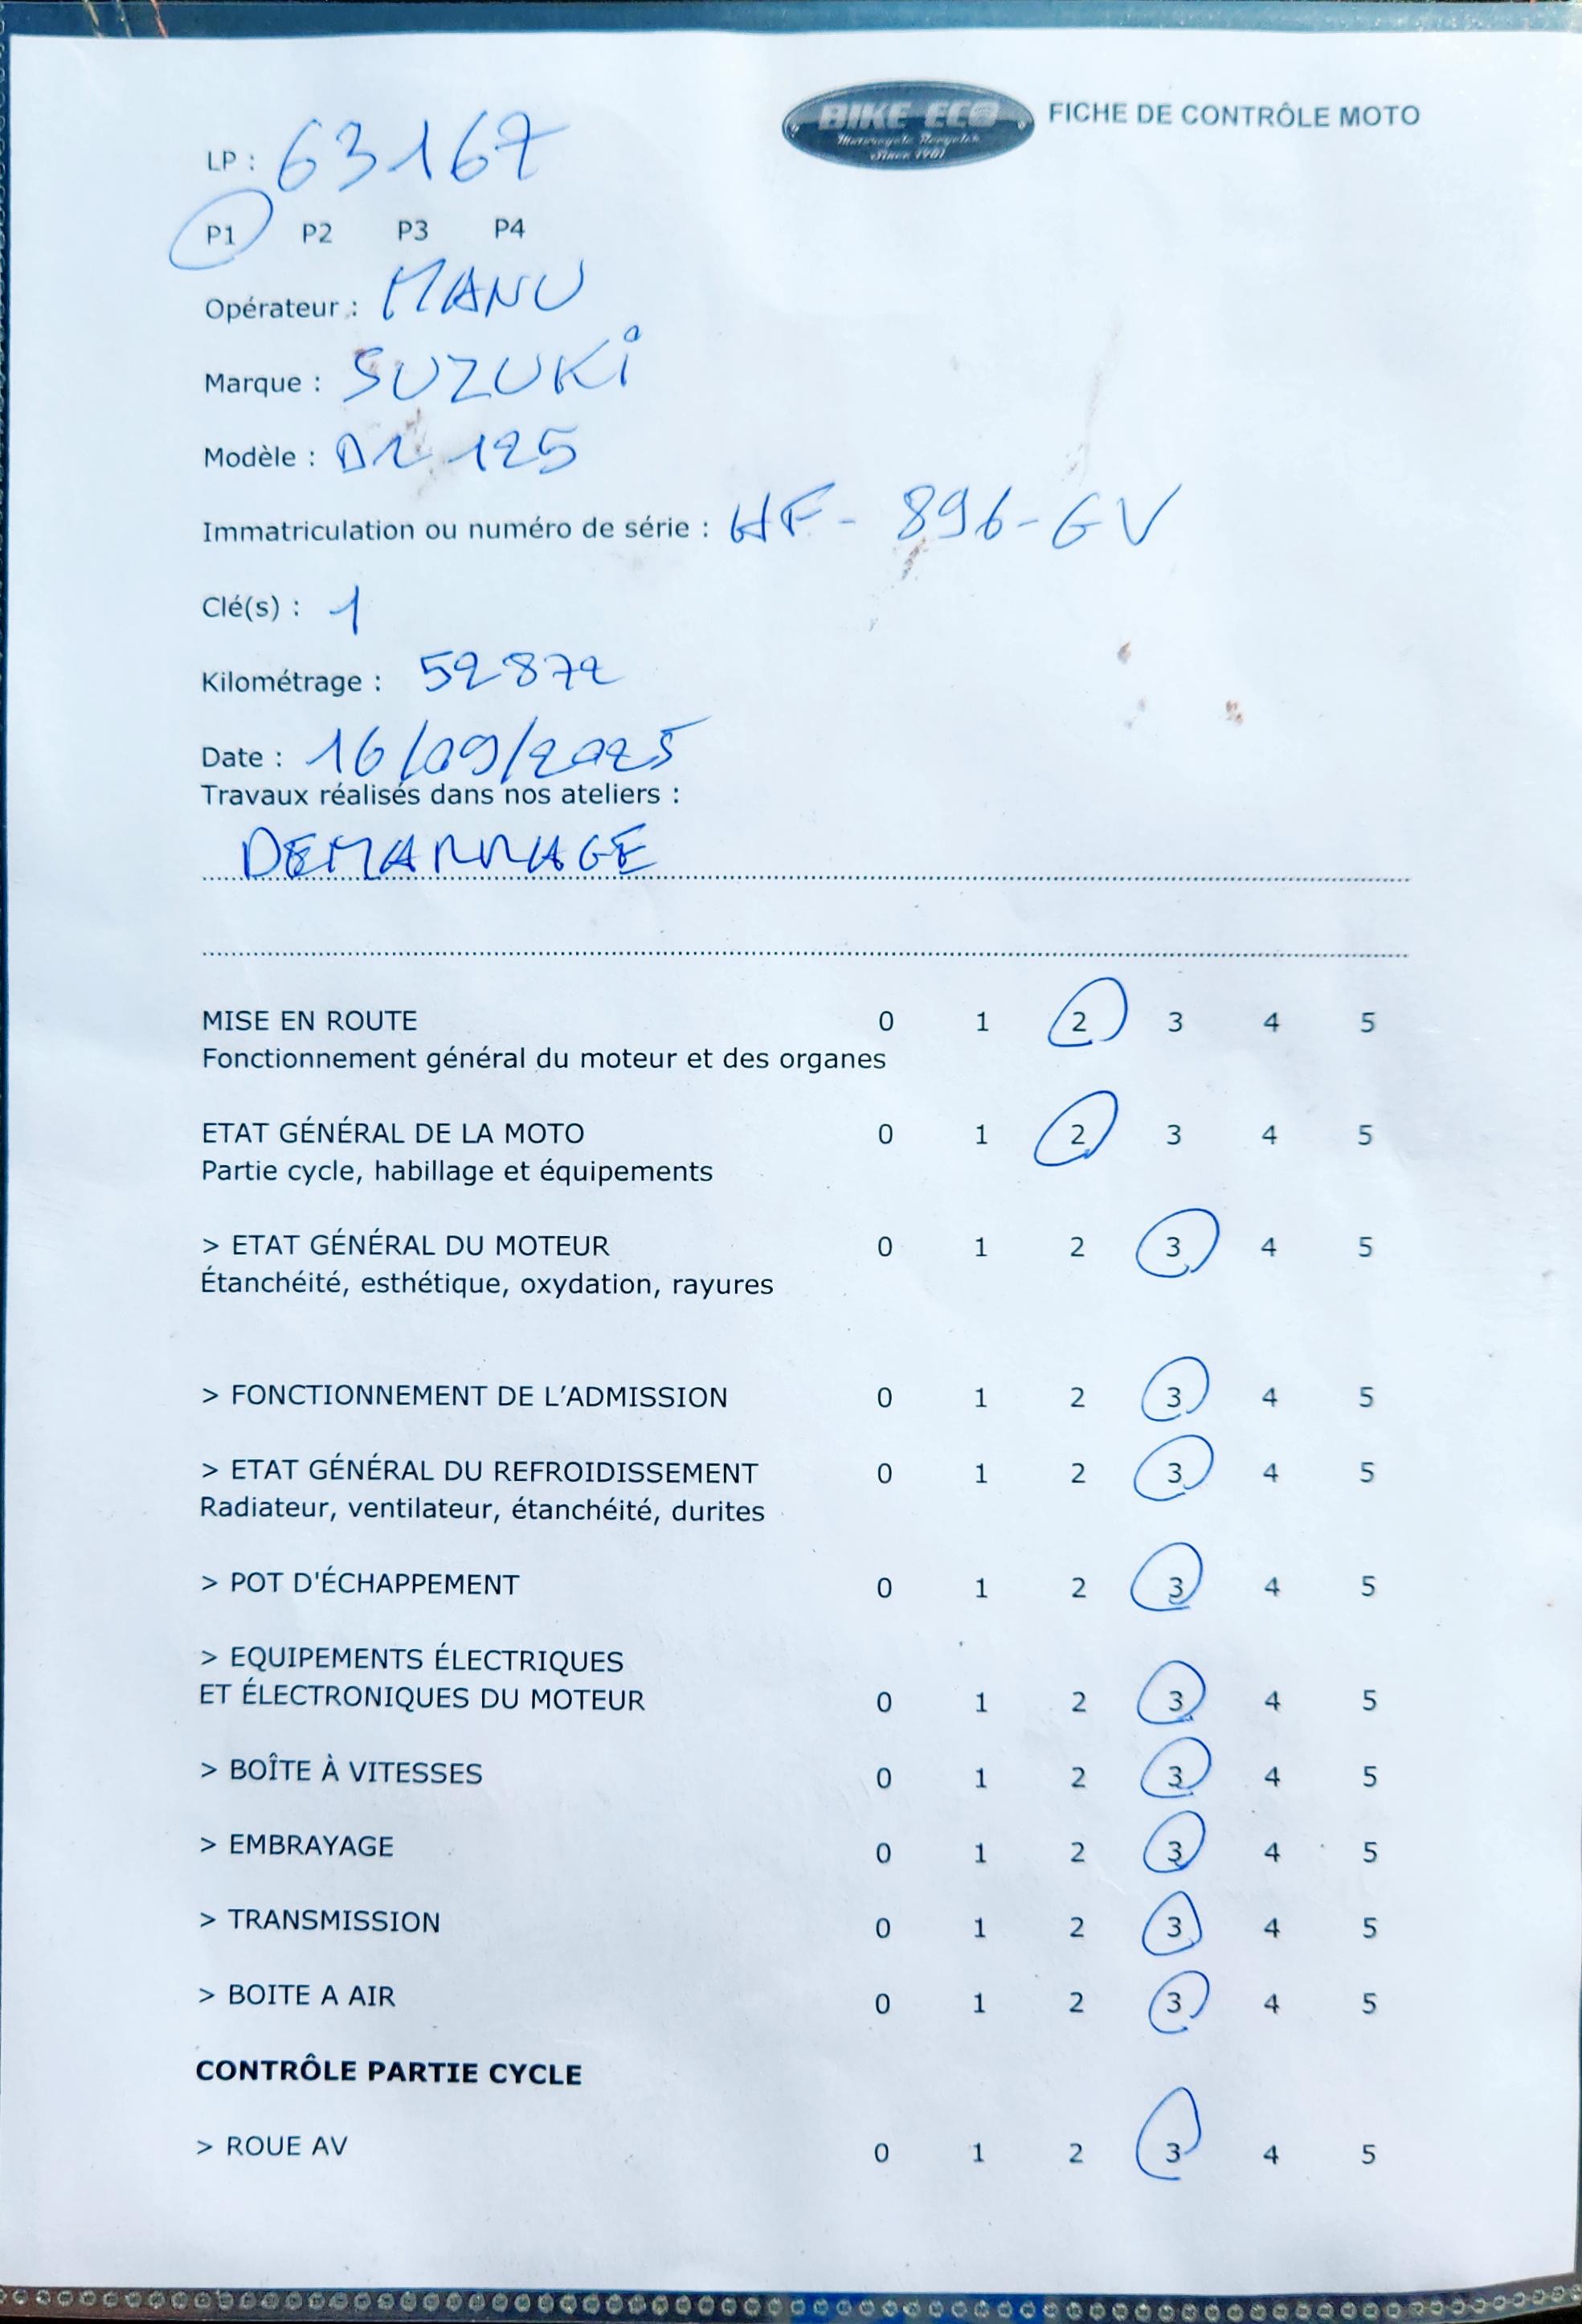 BIKE ECO
Motorcycle Recycler
Since 1981
FICHE DE CONTRÔLE MOTO
LP : 63167
P1 P2 P3 P4
Opérateur : MANU
Marque : SUZUKi
Modèle : DR 125
Immatriculation ou numéro de série : HF - 896 - GV
Clé(s) : 1
Kilométrage : 52872
Date : 16/09/2025
Travaux réalisés dans nos ateliers :
DEMARRAGE
MISE EN ROUTE 0 1 2 3 4 5
Fonctionnement général du moteur et des organes
ETAT GÉNÉRAL DE LA MOTO 0 1 2 3 4 5
Partie cycle, habillage et équipements
> ETAT GÉNÉRAL DU MOTEUR 0 1 2 3 4 5
Étanchéité, esthétique, oxydation, rayures
> FONCTIONNEMENT DE L'ADMISSION 0 1 2 3 4 5
> ETAT GÉNÉRAL DU REFROIDISSEMENT 0 1 2 3 4 5
Radiateur, ventilateur, étanchéité, durites
> POT D'ÉCHAPPEMENT 0 1 2 3 4 5
> EQUIPEMENTS ÉLECTRIQUES
ET ÉLECTRONIQUES DU MOTEUR 0 1 2 3 4 5
> BOÎTE À VITESSES 0 1 2 3 4 5
> EMBRAYAGE 0 1 2 3 4 5
> TRANSMISSION 0 1 2 3 4 5
> BOITE A AIR 0 1 2 3 4 5
CONTRÔLE PARTIE CYCLE
> ROUE AV 0 1 2 3 4 5